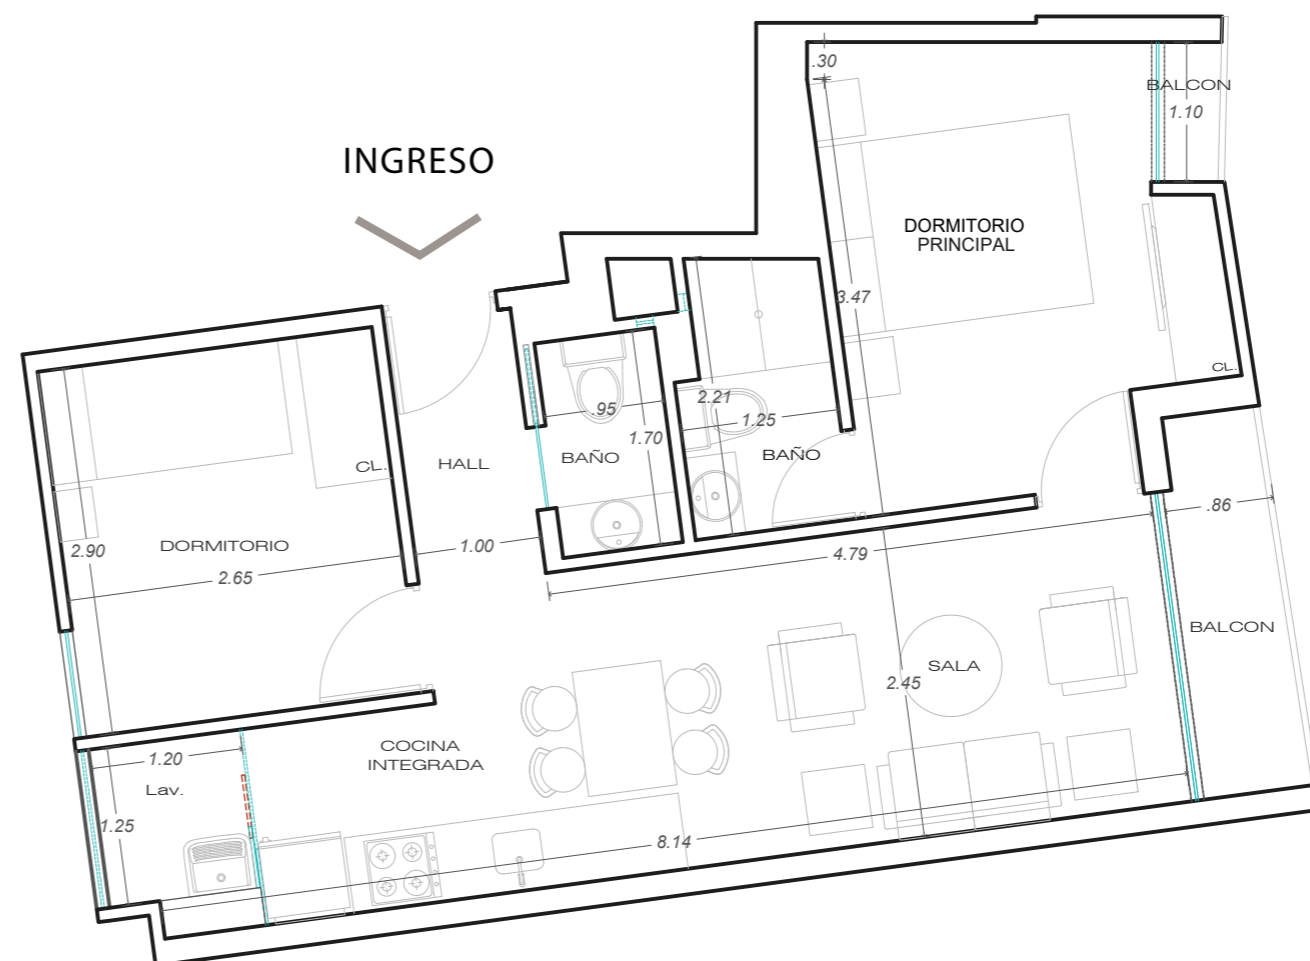 .30
BALCON
1.10
INGRESO
DORMITORIO
PRINCIPAL
3.47
CL.
2.21
.95
1.25
1.70
BAÑO
BAÑO
CL.
HALL
.86
DORMITORIO
2.90
1.00
2.65
4.79
BALCON
SALA
2.45
COCINA
INTEGRADA
1.20
Lav.
1.25
8.14